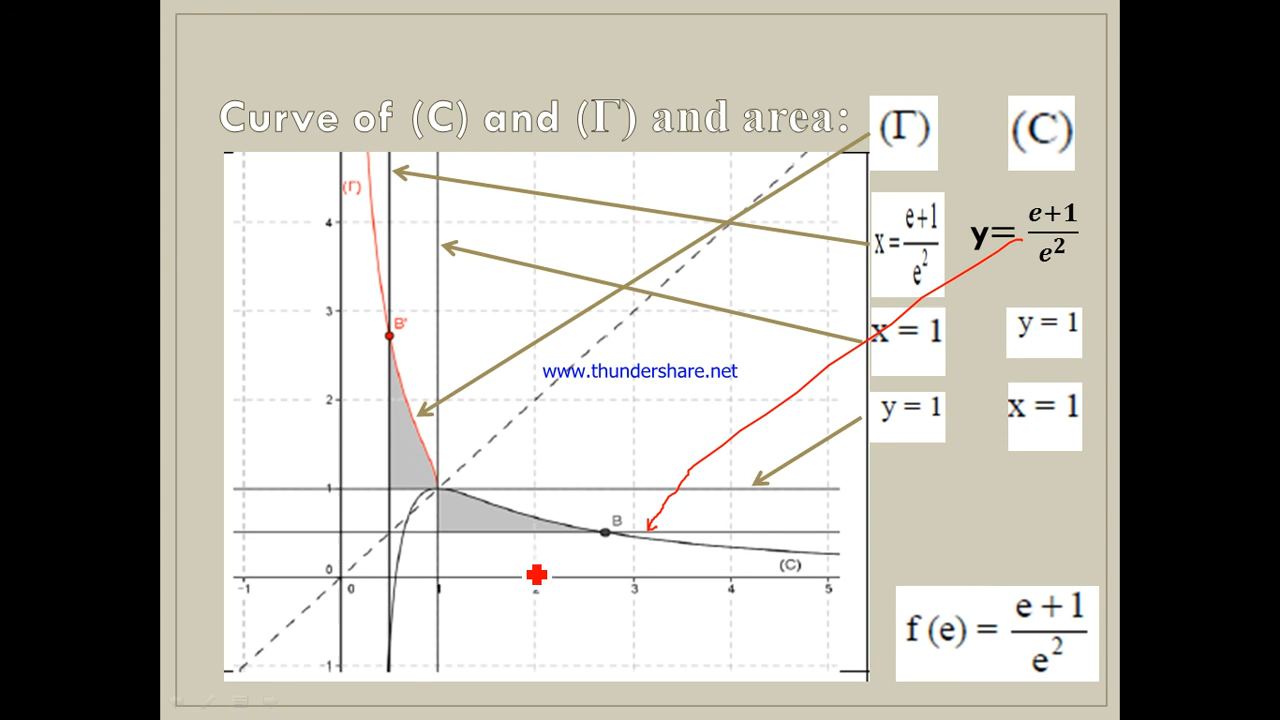 Curve of (C) and (Γ) and area:
(Γ)
(C)
x = e+1 / e²
y= e+1 / e²
x = 1
y = 1
y = 1
x = 1
f (e) = e + 1 / e²
(Γ)
4
3
B'
www.thundershare.net
2
1
B
(C)
0
-1
0
1
3
4
5
-1